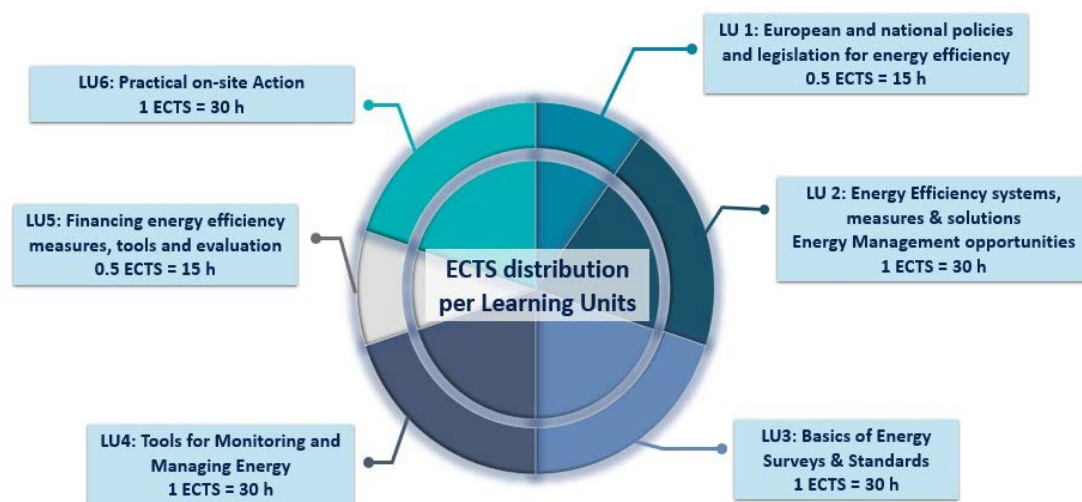 LU 1: European and national policies
and legislation for energy efficiency
0.5 ECTS = 15 h
LU 2: Energy Efficiency systems,
measures & solutions
Energy Management opportunities
1 ECTS = 30 h
LU3: Basics of Energy
Surveys & Standards
1 ECTS = 30 h
LU4: Tools for Monitoring and
Managing Energy
1 ECTS = 30 h
LU5: Financing energy efficiency
measures, tools and evaluation
0.5 ECTS = 15 h
LU6: Practical on-site Action
1 ECTS = 30 h
ECTS distribution
per Learning Units